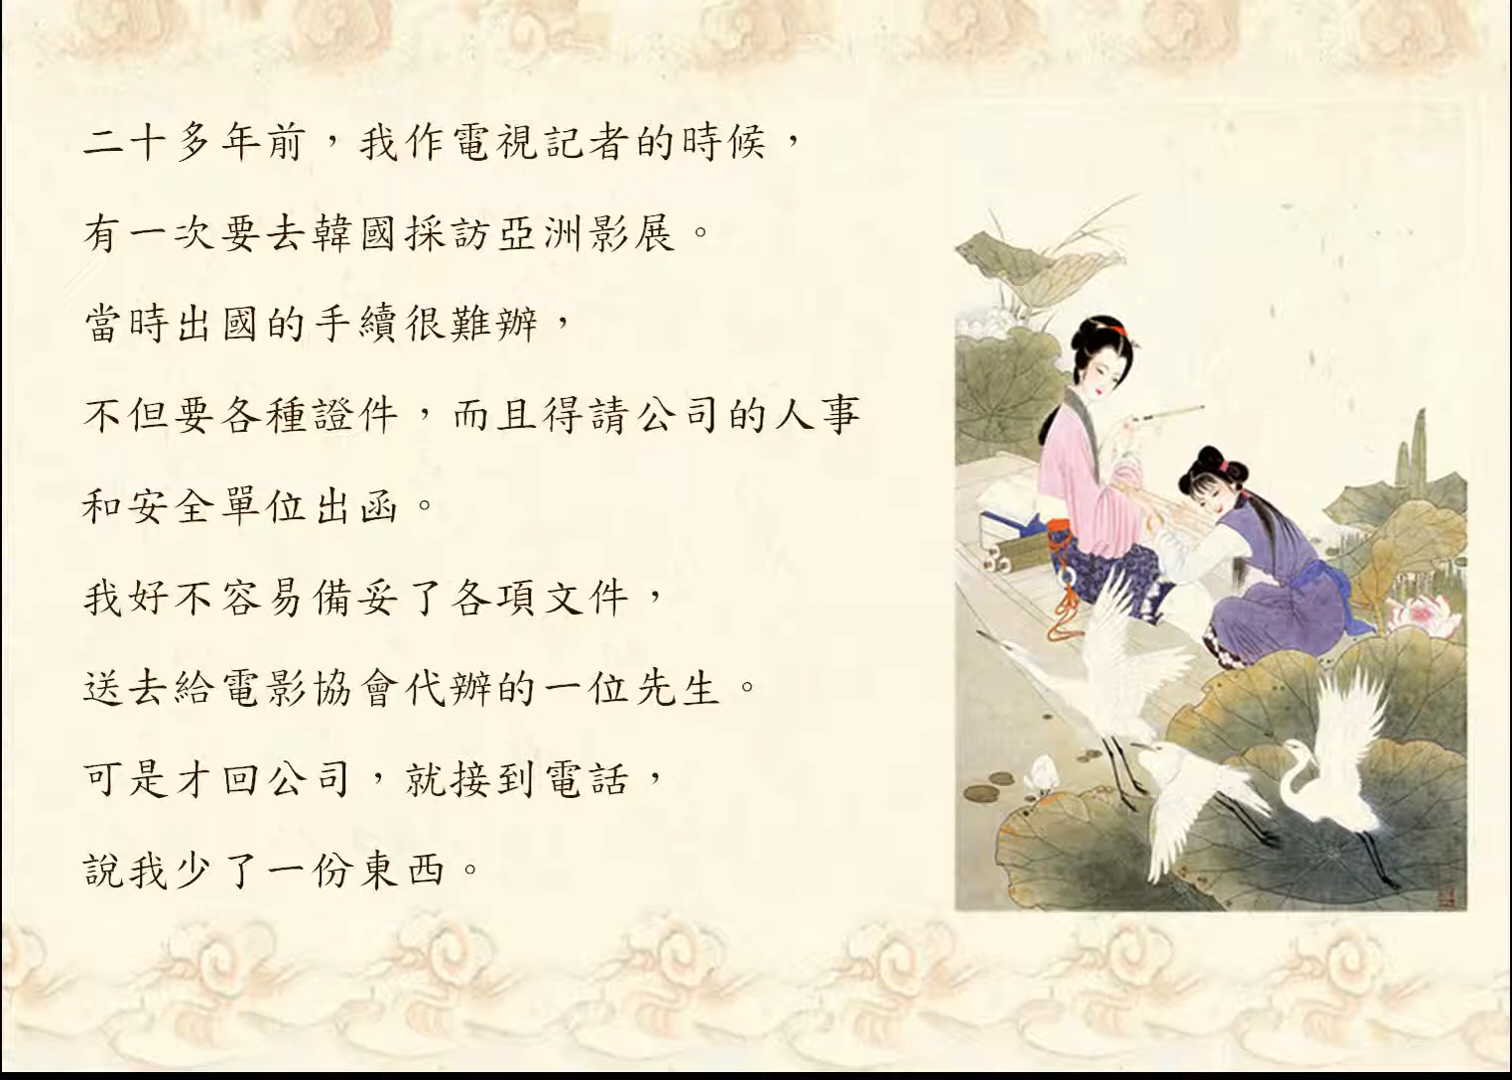 二十多年前，我作電視記者的時候，
有一次要去韓國採訪亞洲影展。
當時出國的手續很難辦，
不但要各種證件，而且得請公司的人事
和安全單位出函。
我好不容易備妥了各項文件，
送去給電影協會代辦的一位先生。
可是才回公司，就接到電話，
說我少了一份東西。